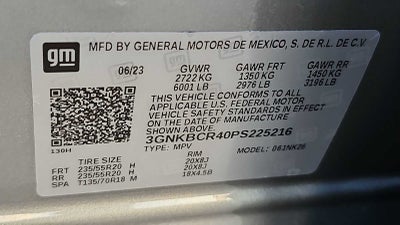 gm
MFD BY GENERAL MOTORS DE MEXICO, S. DE R.L. DE C.V.
06/23 GVWR GAWR FRT GAWR RR
2722 KG 1350 KG 1450 KG
6001 LB 2976 LB 3196 LB
THIS VEHICLE CONFORMS TO ALL
APPLICABLE U.S. FEDERAL MOTOR
VEHICLE SAFETY STANDARDS IN EFFECT
ON THE DATE OF MANUFACTURE SHOWN ABOVE.
3GNKBCR40PS225216
130H TYPE: MPV MODEL: 061NK26
TIRE SIZE RIM
FRT 235/55R20 H 20X8J
RR 235/55R20 H 20X8J
SPA T135/70R18 M 18X4.5B